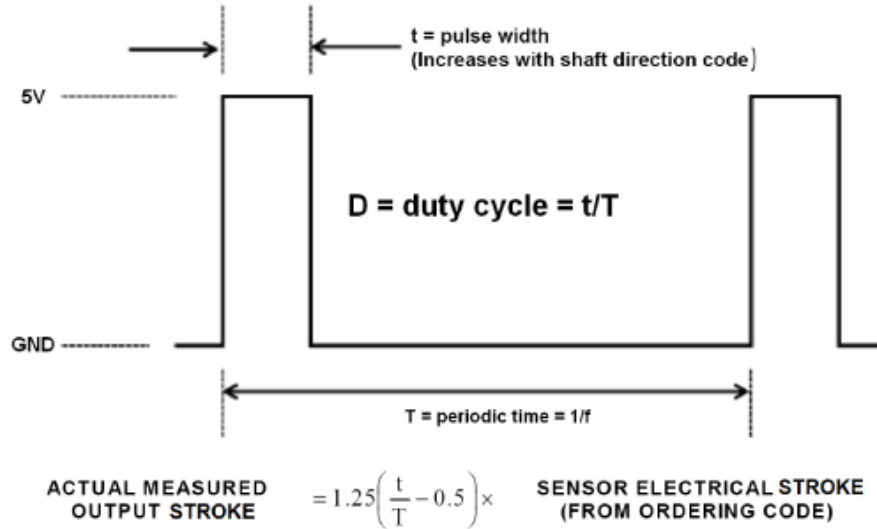 t = pulse width
(Increases with shaft direction code)
5V
D = duty cycle = t/T
GND
T = periodic time = 1/f
ACTUAL MEASURED OUTPUT STROKE = 1.25(t/T − 0.5) × SENSOR ELECTRICAL STROKE (FROM ORDERING CODE)